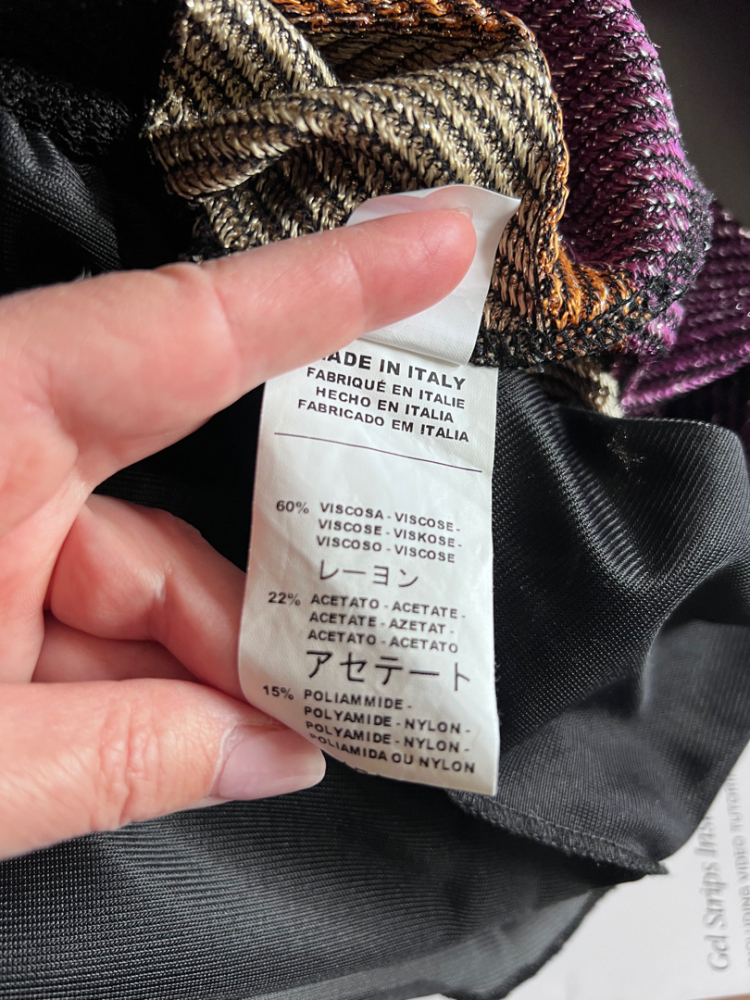 MADE IN ITALY
FABRIQUÉ EN ITALIE
HECHO EN ITALIA
FABRICADO EM ITALIA
60% VISCOSA - VISCOSE -
VISCOSE - VISKOSE -
VISCOSO - VISCOSE
レーヨン
22% ACETATO - ACETATE -
ACETATE - AZETAT -
ACETATO - ACETATO
アセテート
15% POLIAMMIDE -
POLYAMIDE - NYLON -
POLYAMIDE - NYLON -
POLIAMIDA OU NYLON
Gel Strips